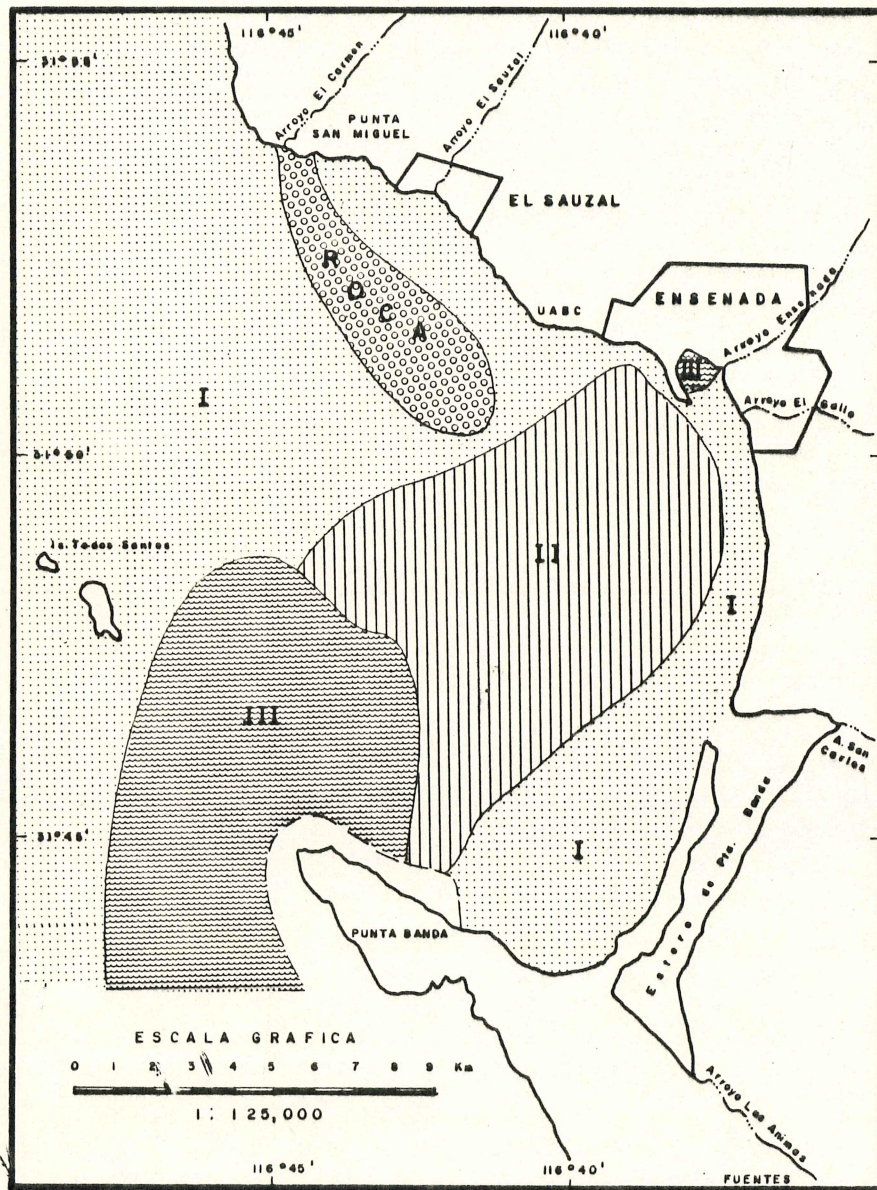 116°45'
116°40'
31°55'
Arroyo El Carmen
Arroyo El Sauzal
PUNTA
SAN MIGUEL
EL SAUZAL
ROCA
UABC
ENSENADA
Arroyo Ensenada
III
Arroyo El Gallo
I
31°50'
Is. Todos Santos
II
I
III
A. San
Carlos
31°45'
I
Estero de Pta. Banda
PUNTA BANDA
ESCALA GRAFICA
0 1 2 3 4 5 6 7 8 9 Km
1: 125,000
Arroyo Las Animas
116°45'
116°40'
FUENTES